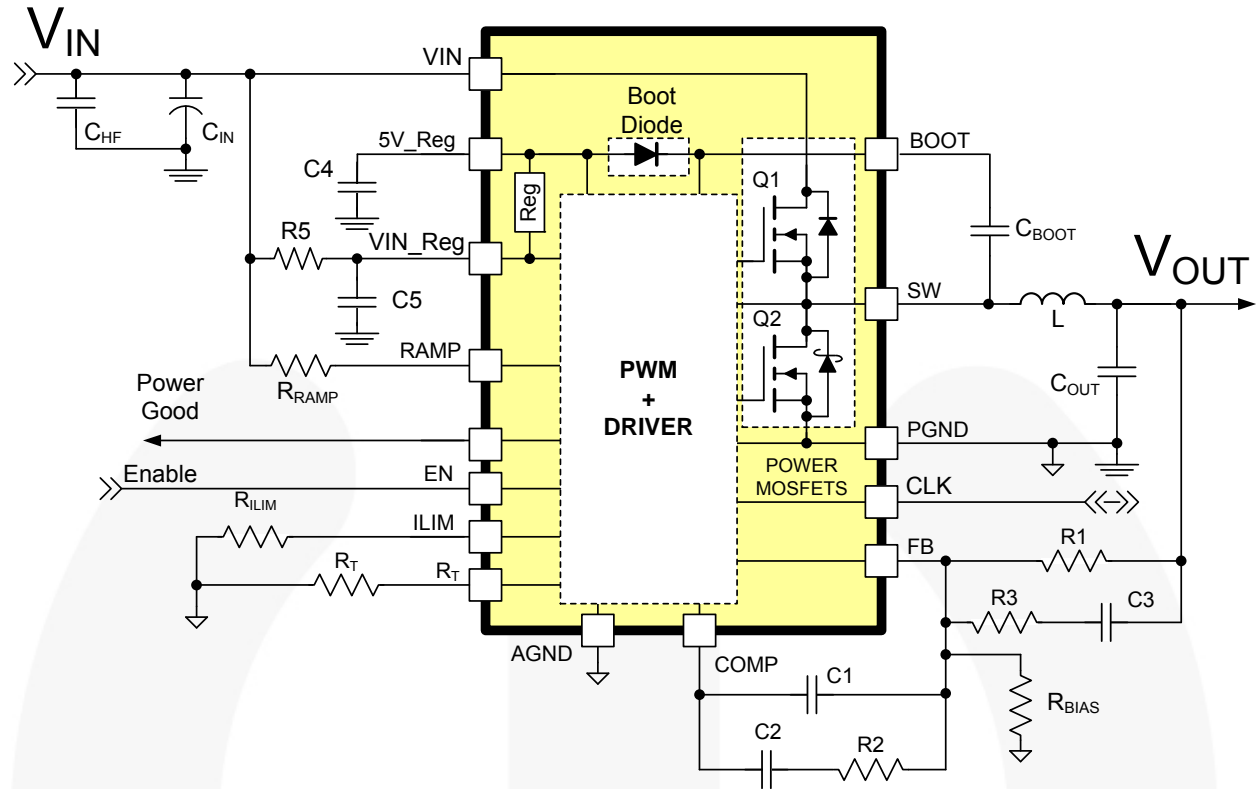 VIN
VIN
Boot
Diode
CHF
CIN
5V_Reg
BOOT
C4
Q1
Reg
R5
VIN_Reg
CBOOT
VOUT
C5
SW
L
Q2
RAMP
RRAMP
PWM
+
DRIVER
COUT
Power
Good
PGND
POWER
MOSFETS
EN
Enable
CLK
RILIM
ILIM
FB
R1
RT
RT
R3
C3
AGND
COMP
C1
RBIAS
C2
R2